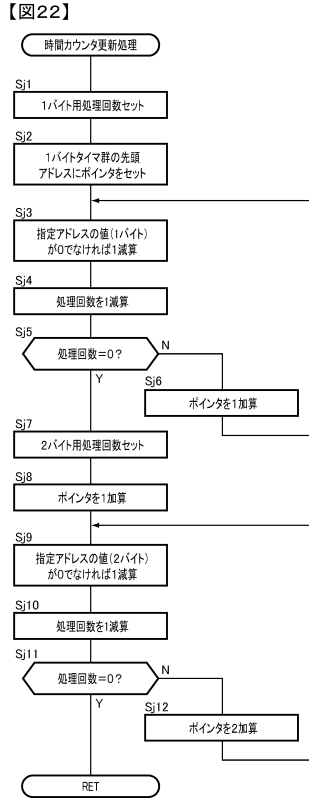 【図22】
時間カウンタ更新処理
Sj1
1バイト用処理回数セット
Sj2
1バイトタイマ群の先頭
アドレスにポインタをセット
Sj3
指定アドレスの値(1バイト)
が0でなければ1減算
Sj4
処理回数を1減算
Sj5
処理回数=0?
N
Y
Sj6
ポインタを1加算
Sj7
2バイト用処理回数セット
Sj8
ポインタを1加算
Sj9
指定アドレスの値(2バイト)
が0でなければ1減算
Sj10
処理回数を1減算
Sj11
処理回数=0?
N
Y
Sj12
ポインタを2加算
RET